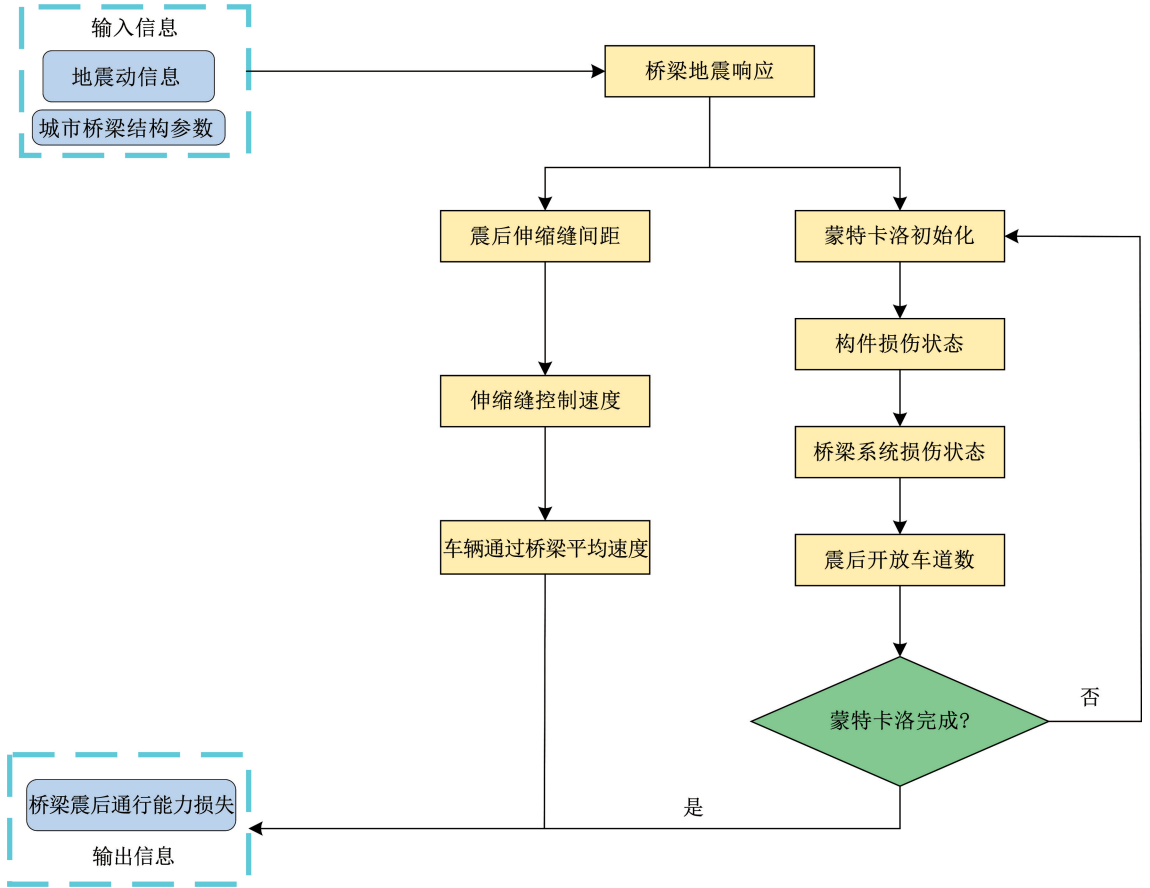 输入信息
地震动信息
城市桥梁结构参数
桥梁地震响应
震后伸缩缝间距
伸缩缝控制速度
车辆通过桥梁平均速度
蒙特卡洛初始化
构件损伤状态
桥梁系统损伤状态
震后开放车道数
蒙特卡洛完成?
否
是
桥梁震后通行能力损失
输出信息